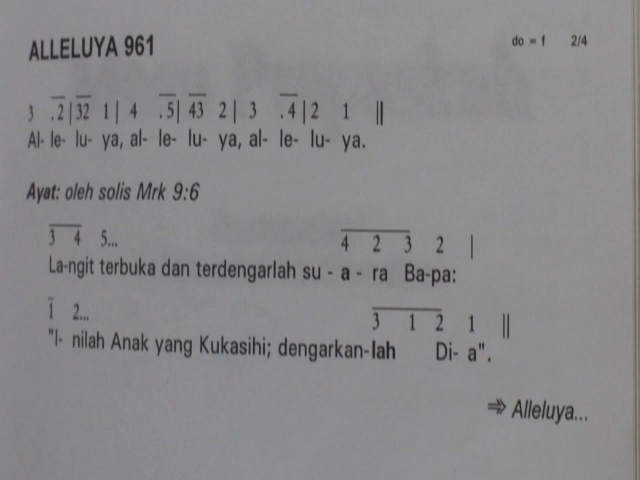 ALLELUYA 961 do = f 2/4
3 .2 | 32 1 | 4 .5 | 43 2 | 3 .4 | 2 1 ||
Al- le- lu- ya, al- le- lu- ya, al- le- lu- ya.
Ayat: oleh solis Mrk 9:6
3 4 5... 4 2 3 2 |
La-ngit terbuka dan terdengarlah su - a - ra Ba-pa:
1 2... 3 1 2 1 ||
"I- nilah Anak yang Kukasihi; dengarkan-lah Di- a".
⇒ Alleluya...